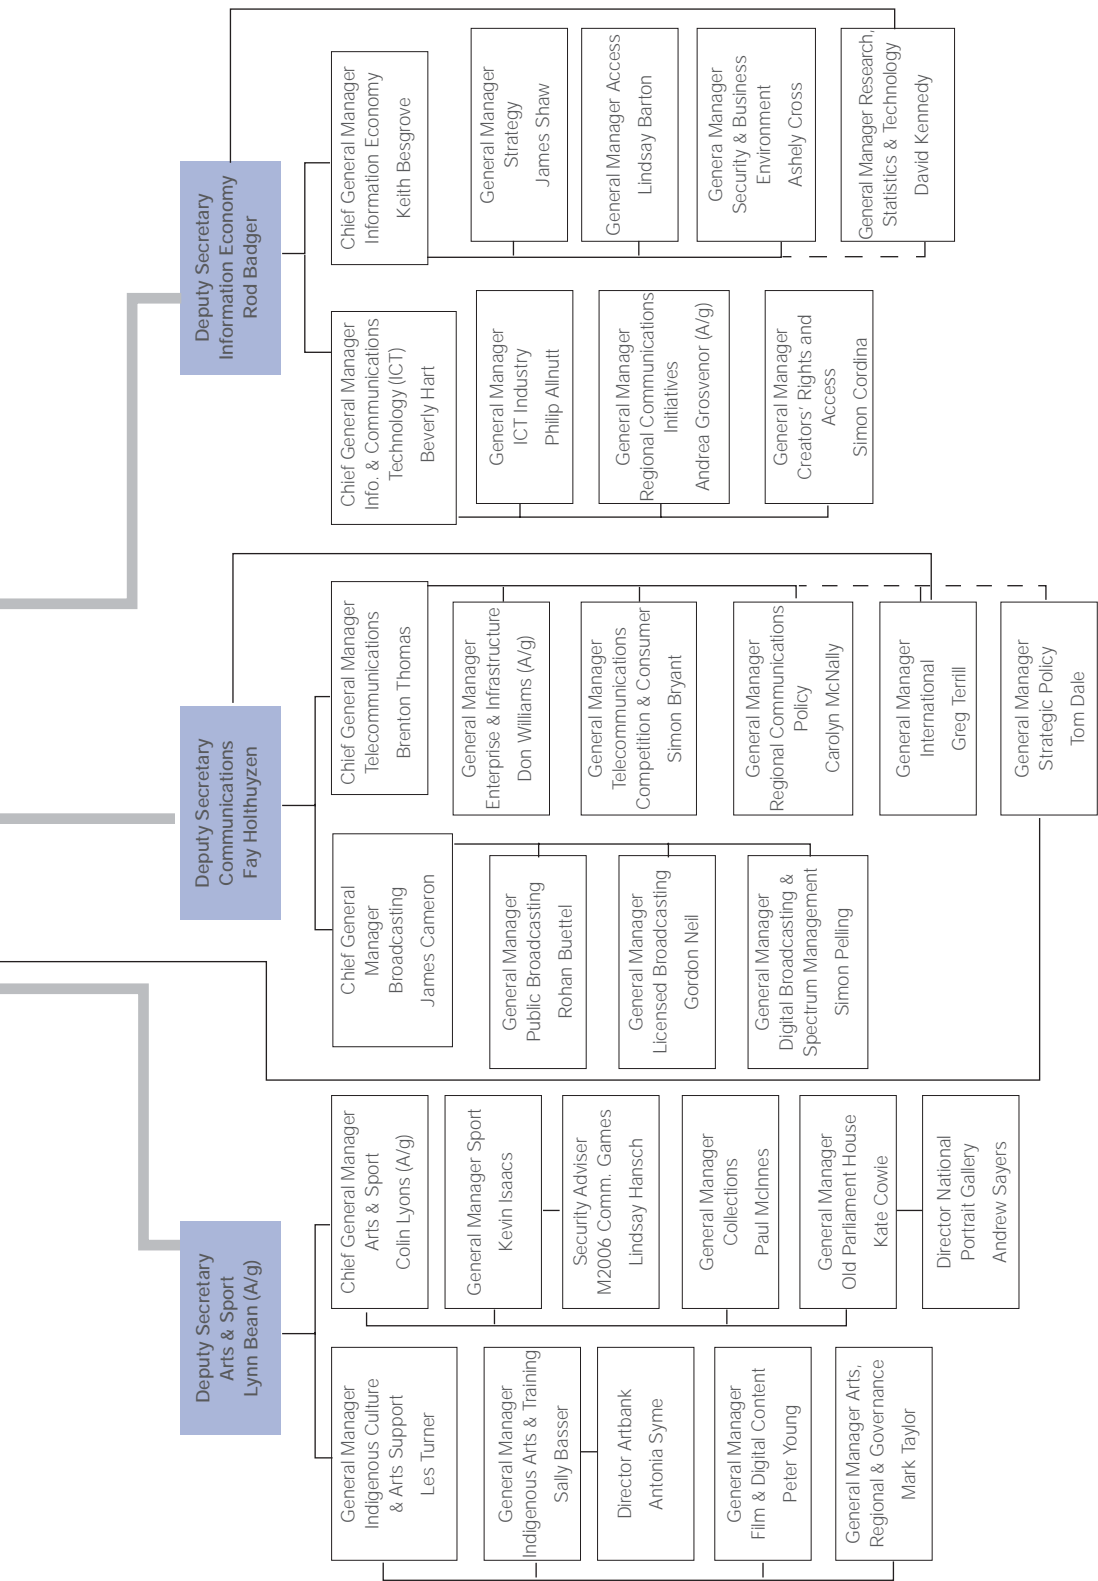 Deputy Secretary
Arts & Sport
Lynn Bean (A/g)
General Manager
Indigenous Culture
& Arts Support
Les Turner
General Manager
Indigenous Arts & Training
Sally Basser
Director Artbank
Antonia Syme
General Manager
Film & Digital Content
Peter Young
General Manager Arts,
Regional & Governance
Mark Taylor
Chief General Manager
Arts & Sport
Colin Lyons (A/g)
General Manager Sport
Kevin Isaacs
Security Adviser
M2006 Comm. Games
Lindsay Hansch
General Manager
Collections
Paul McInnes
General Manager
Old Parliament House
Kate Cowie
Director National
Portrait Gallery
Andrew Sayers
Deputy Secretary
Communications
Fay Holthuyzen
Chief General
Manager
Broadcasting
James Cameron
General Manager
Public Broadcasting
Rohan Buettel
General Manager
Licensed Broadcasting
Gordon Neil
General Manager
Digital Broadcasting &
Spectrum Management
Simon Pelling
Chief General Manager
Telecommunications
Brenton Thomas
General Manager
Enterprise & Infrastructure
Don Williams (A/g)
General Manager
Telecommunications
Competition & Consumer
Simon Bryant
General Manager
Regional Communications
Policy
Carolyn McNally
General Manager
International
Greg Terrill
General Manager
Strategic Policy
Tom Dale
Deputy Secretary
Information Economy
Rod Badger
Chief General Manager
Info. & Communications
Technology (ICT)
Beverly Hart
General Manager
ICT Industry
Philip Allnutt
General Manager
Regional Communications
Initiatives
Andrea Grosvenor (A/g)
General Manager
Creators' Rights and
Access
Simon Cordina
Chief General Manager
Information Economy
Keith Besgrove
General Manager
Strategy
James Shaw
General Manager Access
Lindsay Barton
Genera Manager
Security & Business
Environment
Ashely Cross
General Manager Research,
Statistics & Technology
David Kennedy